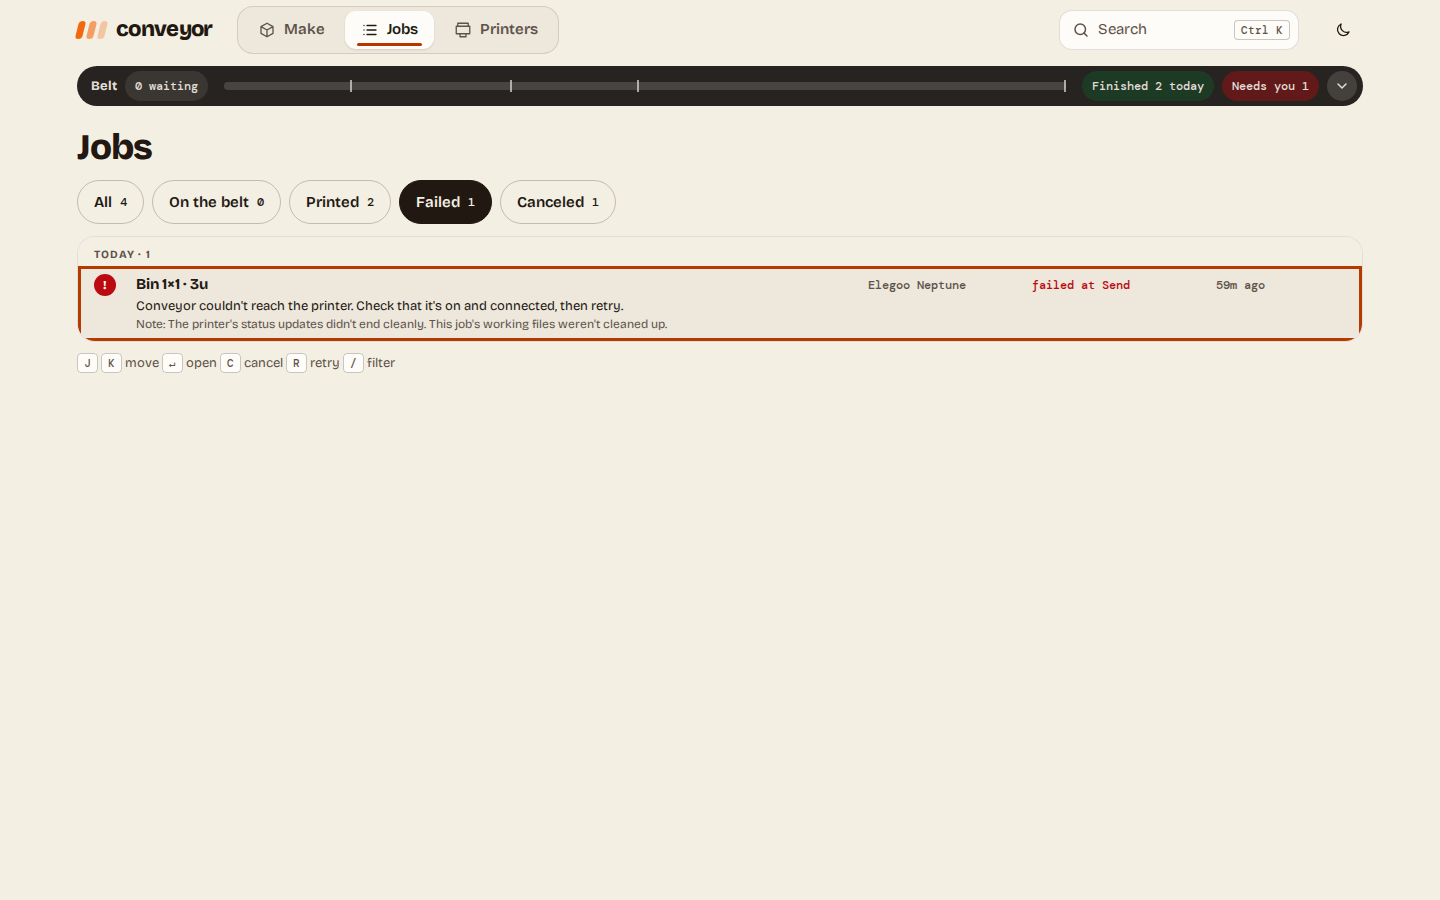 conveyor Make Jobs Printers Search Ctrl K
Belt 0 waiting Finished 2 today Needs you 1
Jobs
All 4 On the belt 0 Printed 2 Failed 1 Canceled 1
TODAY · 1
! Bin 1×1 · 3u Elegoo Neptune failed at Send 59m ago
Conveyor couldn't reach the printer. Check that it's on and connected, then retry.
Note: The printer's status updates didn't end cleanly. This job's working files weren't cleaned up.
J K move ↵ open C cancel R retry / filter